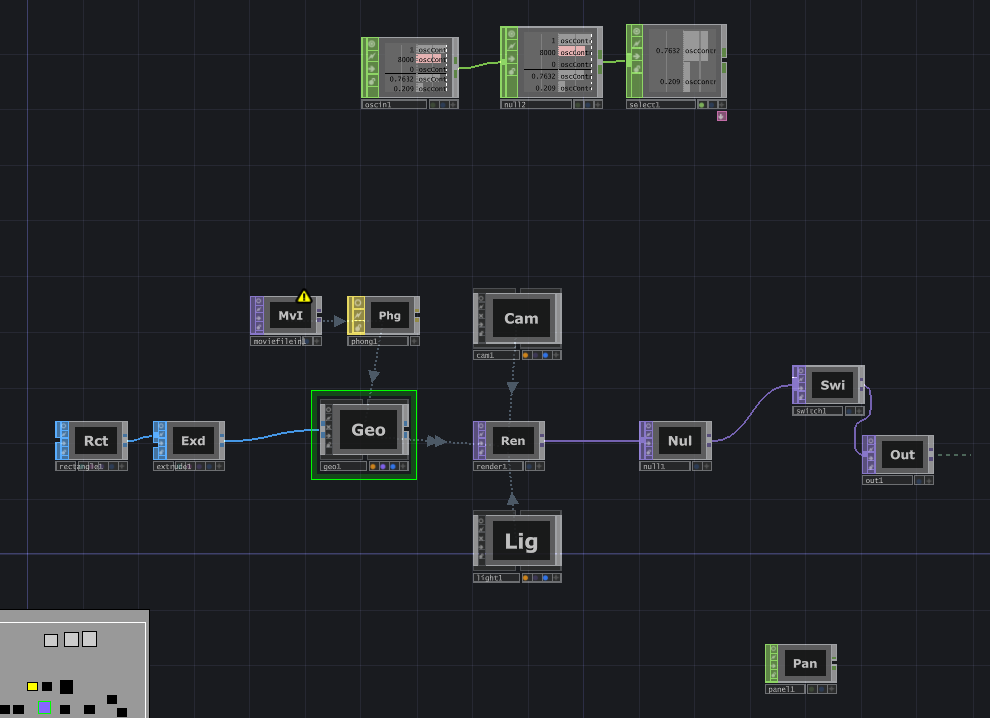 1 oscCont
8000 oscCont
0 oscCont
0.7632 oscCont
0.209 oscCont
oscin1
1 oscCont
8000 oscCont
0 oscCont
0.7632 oscCont
0.209 oscCont
null2
0.7632 oscContr
0.209 oscContr
select1
MvI
moviefilein1
Phg
phong1
Cam
cam1
Swi
switch1
Rct
rectangle1
Exd
extrude1
Geo
geo1
Ren
render1
Nul
null1
Out
out1
Lig
light1
Pan
panel1